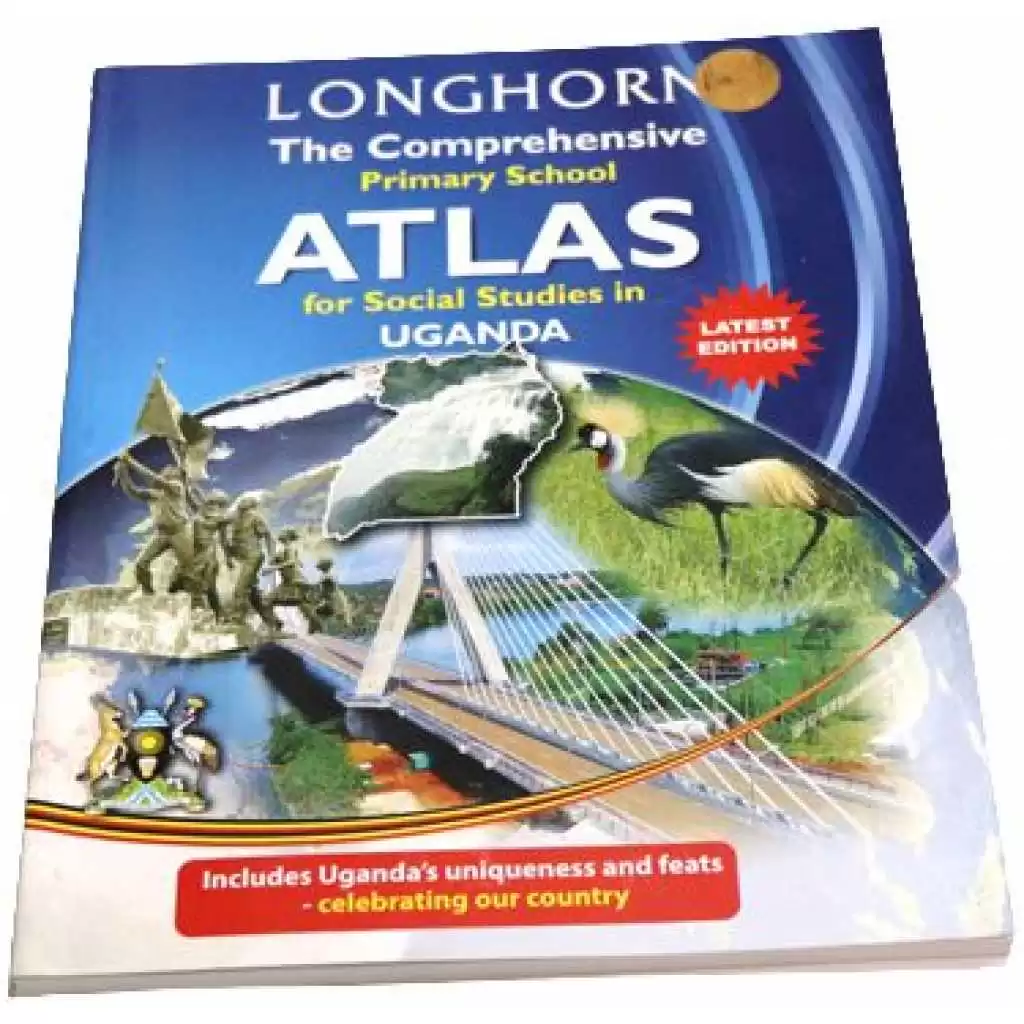 LONGHORN
The Comprehensive
Primary School
ATLAS
for Social Studies in
UGANDA
LATEST
EDITION
Includes Uganda's uniqueness and feats
- celebrating our country